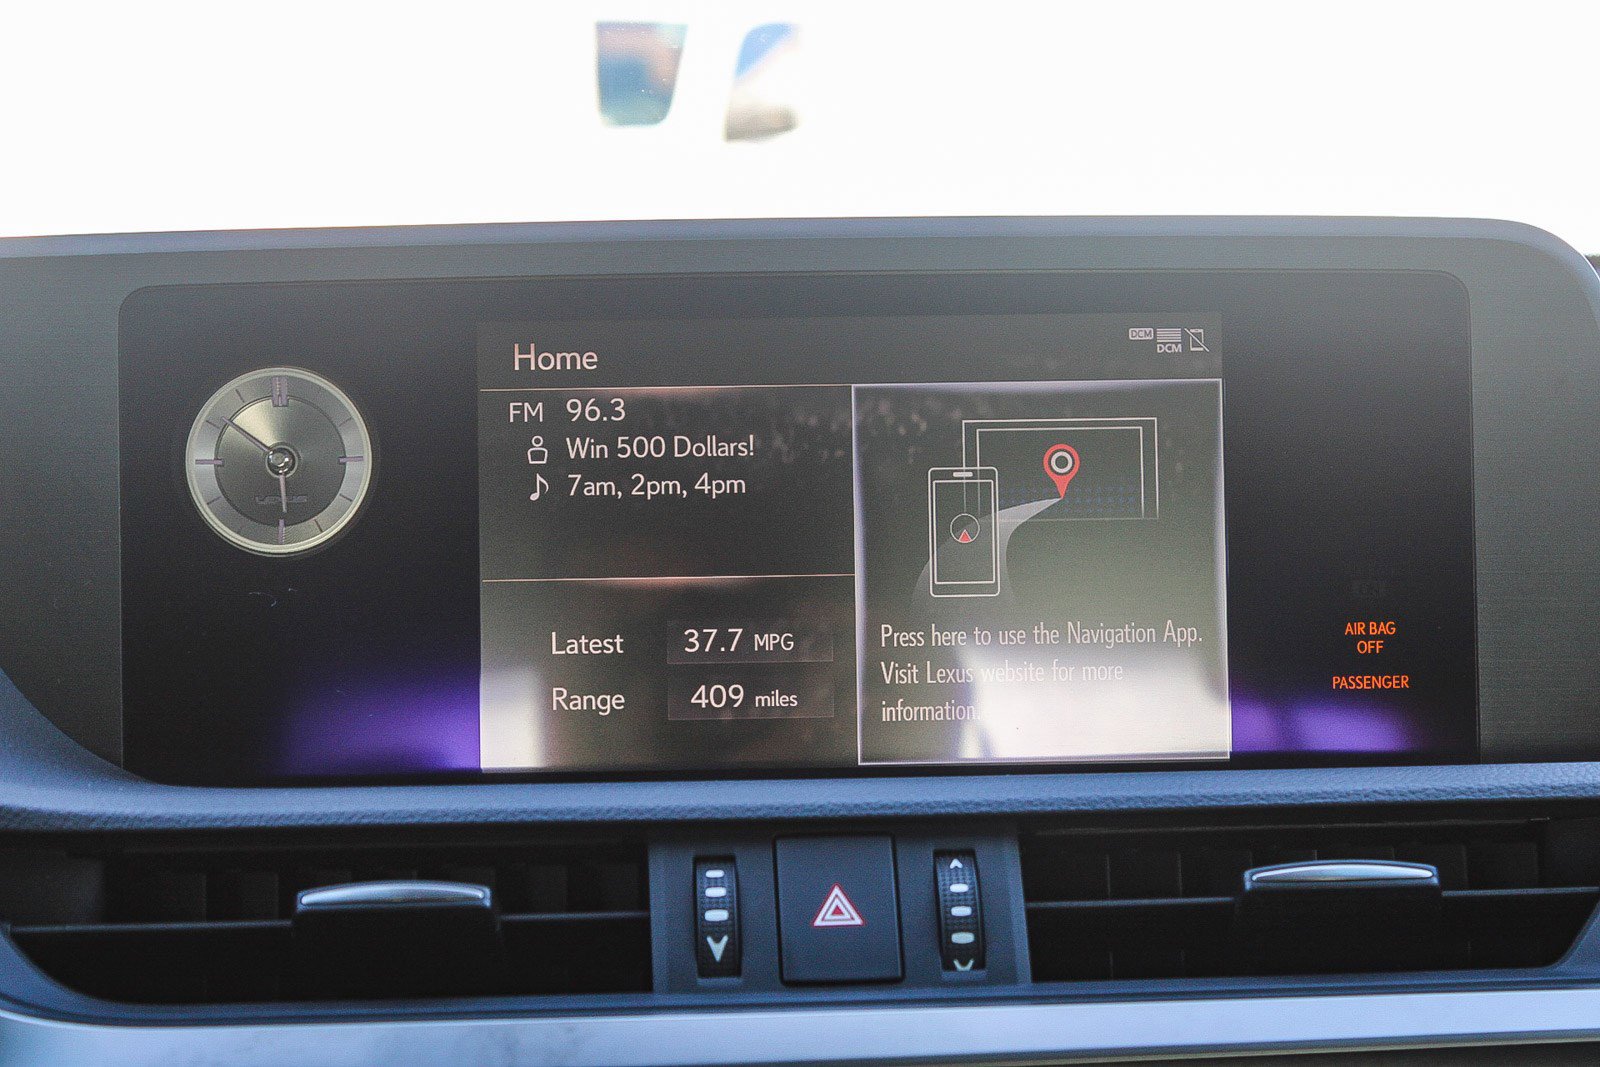 Home
DCM
DCM
FM 96.3
Win 500 Dollars!
7am, 2pm, 4pm
LEXUS
Latest 37.7 MPG
Range 409 miles
Press here to use the Navigation App.
Visit Lexus website for more
information.
AIR BAG
OFF
PASSENGER